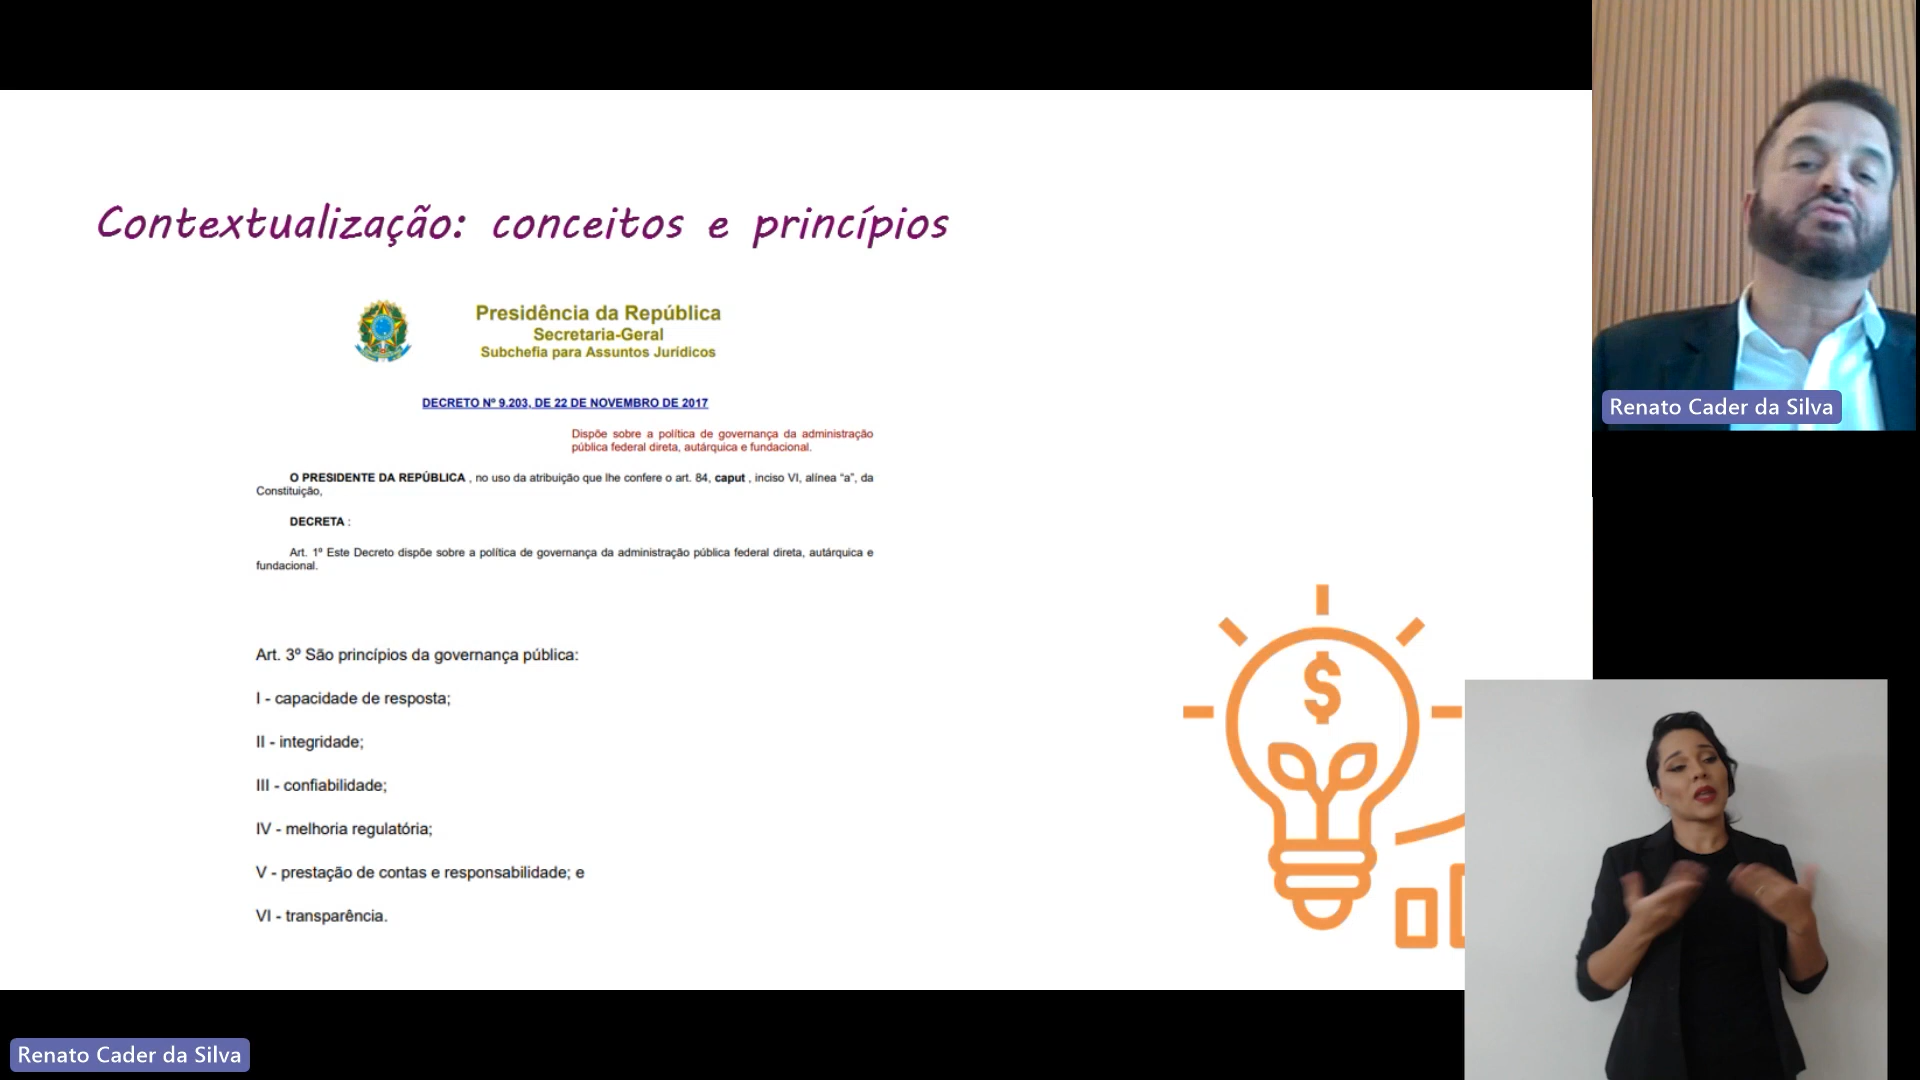 Contextualização: conceitos e princípios
Presidência da República
Secretaria-Geral
Subchefia para Assuntos Jurídicos
DECRETO Nº 9.203, DE 22 DE NOVEMBRO DE 2017
Dispõe sobre a política de governança da administração
pública federal direta, autárquica e fundacional.
O PRESIDENTE DA REPÚBLICA , no uso da atribuição que lhe confere o art. 84, caput , inciso VI, alínea “a”, da
Constituição,
DECRETA :
Art. 1º Este Decreto dispõe sobre a política de governança da administração pública federal direta, autárquica e
fundacional.
Art. 3º São princípios da governança pública:
I - capacidade de resposta;
II - integridade;
III - confiabilidade;
IV - melhoria regulatória;
V - prestação de contas e responsabilidade; e
VI - transparência.
$
Renato Cader da Silva
Renato Cader da Silva